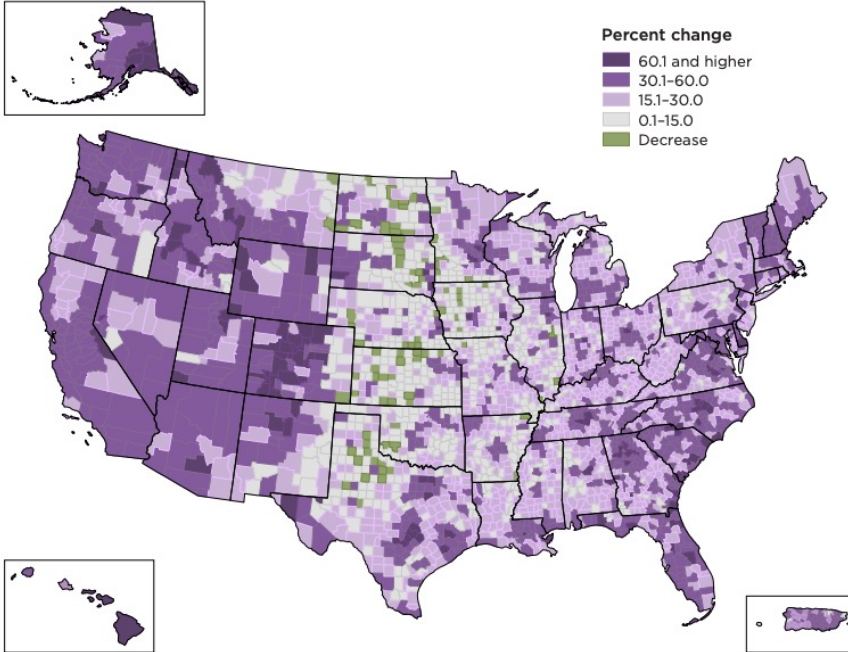 Percent change
60.1 and higher
30.1–60.0
15.1–30.0
0.1–15.0
Decrease